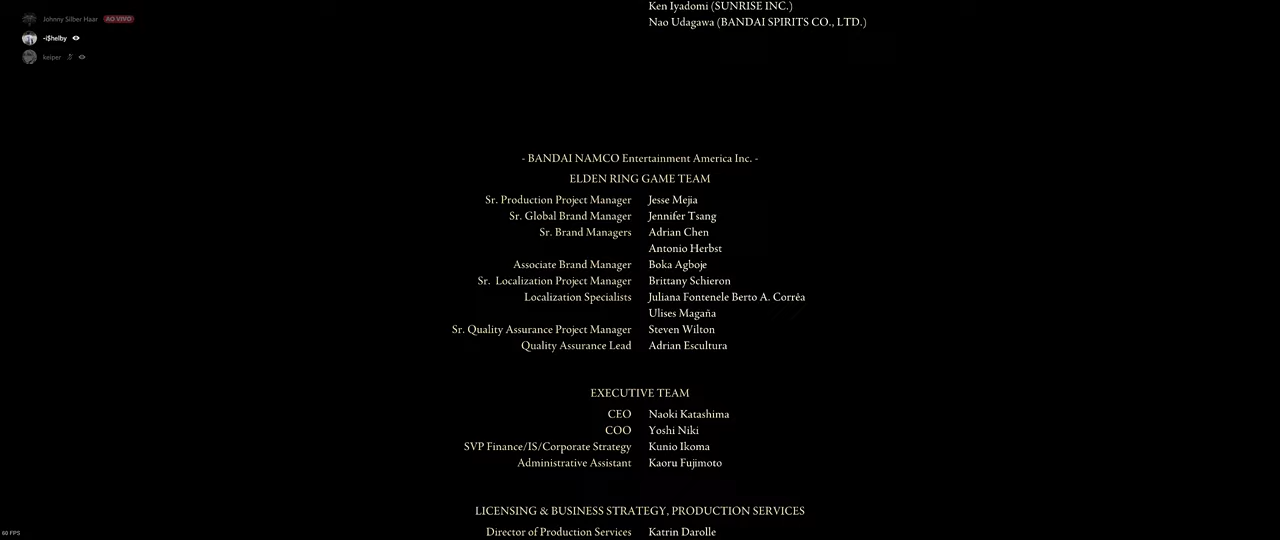 Ken Iyadomi (SUNRISE INC.)
Nao Udagawa (BANDAI SPIRITS CO., LTD.)
Johnny Silber Haar AO VIVO
-i$helby
keiper
- BANDAI NAMCO Entertainment America Inc. -
ELDEN RING GAME TEAM
Sr. Production Project Manager Jesse Mejia
Sr. Global Brand Manager Jennifer Tsang
Sr. Brand Managers Adrian Chen
Antonio Herbst
Associate Brand Manager Boka Agboje
Sr. Localization Project Manager Brittany Schieron
Localization Specialists Juliana Fontenele Berto A. Corrêa
Ulises Magaña
Sr. Quality Assurance Project Manager Steven Wilton
Quality Assurance Lead Adrian Escultura
EXECUTIVE TEAM
CEO Naoki Katashima
COO Yoshi Niki
SVP Finance/IS/Corporate Strategy Kunio Ikoma
Administrative Assistant Kaoru Fujimoto
LICENSING & BUSINESS STRATEGY, PRODUCTION SERVICES
Director of Production Services Katrin Darolle
60 FPS